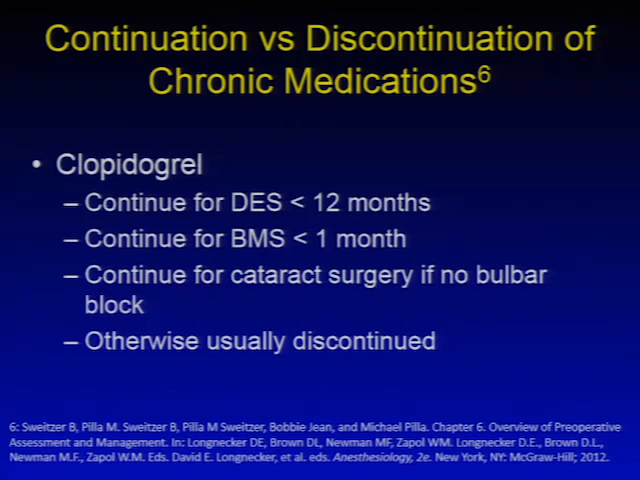 Continuation vs Discontinuation of
Chronic Medications6
• Clopidogrel
– Continue for DES < 12 months
– Continue for BMS < 1 month
– Continue for cataract surgery if no bulbar
block
– Otherwise usually discontinued
6: Sweitzer B, Pilla M. Sweitzer B, Pilla M Sweitzer, Bobbie Jean, and Michael Pilla. Chapter 6. Overview of Preoperative
Assessment and Management. In: Longnecker DE, Brown DL, Newman MF, Zapol WM. Longnecker D.E., Brown D.L.,
Newman M.F., Zapol W.M. Eds. David E. Longnecker, et al. eds. Anesthesiology, 2e. New York, NY: McGraw-Hill; 2012.